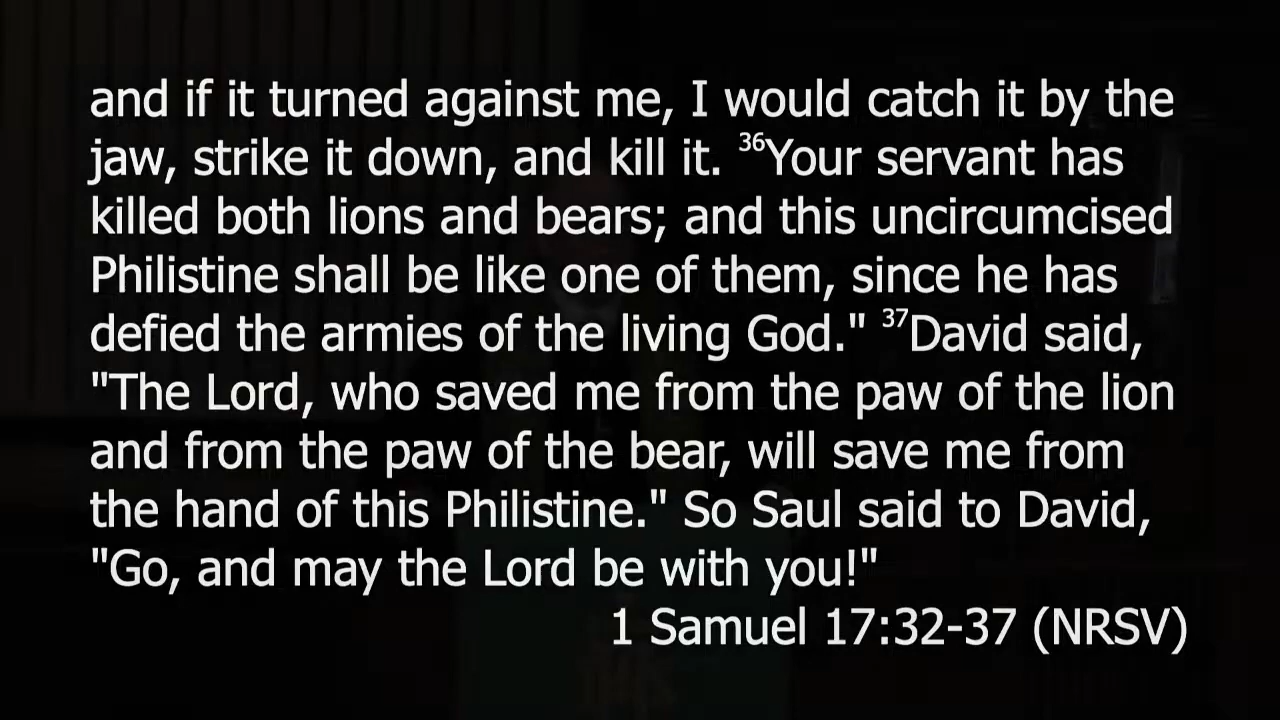 and if it turned against me, I would catch it by the
jaw, strike it down, and kill it. ³⁶Your servant has
killed both lions and bears; and this uncircumcised
Philistine shall be like one of them, since he has
defied the armies of the living God." ³⁷David said,
"The Lord, who saved me from the paw of the lion
and from the paw of the bear, will save me from
the hand of this Philistine." So Saul said to David,
"Go, and may the Lord be with you!"
1 Samuel 17:32-37 (NRSV)